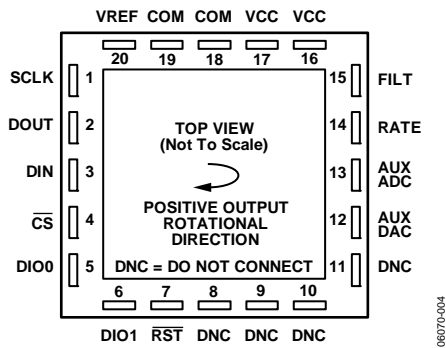 VREF COM COM VCC VCC
20 19 18 17 16
SCLK 1
DOUT 2
DIN 3
CS 4
DIO0 5
15 FILT
14 RATE
13 AUX
ADC
12 AUX
DAC
11 DNC
TOP VIEW
(Not To Scale)
POSITIVE OUTPUT
ROTATIONAL
DIRECTION
DNC = DO NOT CONNECT
6 7 8 9 10
DIO1 RST DNC DNC DNC
06070-004